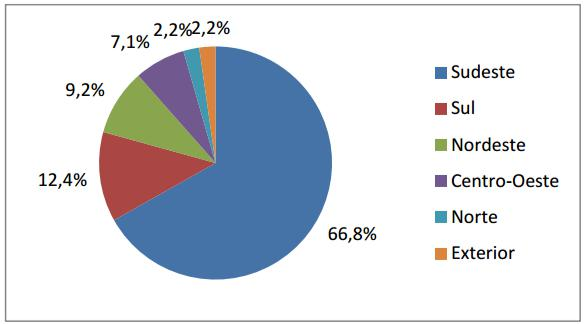 2,2%
2,2%
7,1%
9,2%
12,4%
66,8%
Sudeste
Sul
Nordeste
Centro-Oeste
Norte
Exterior